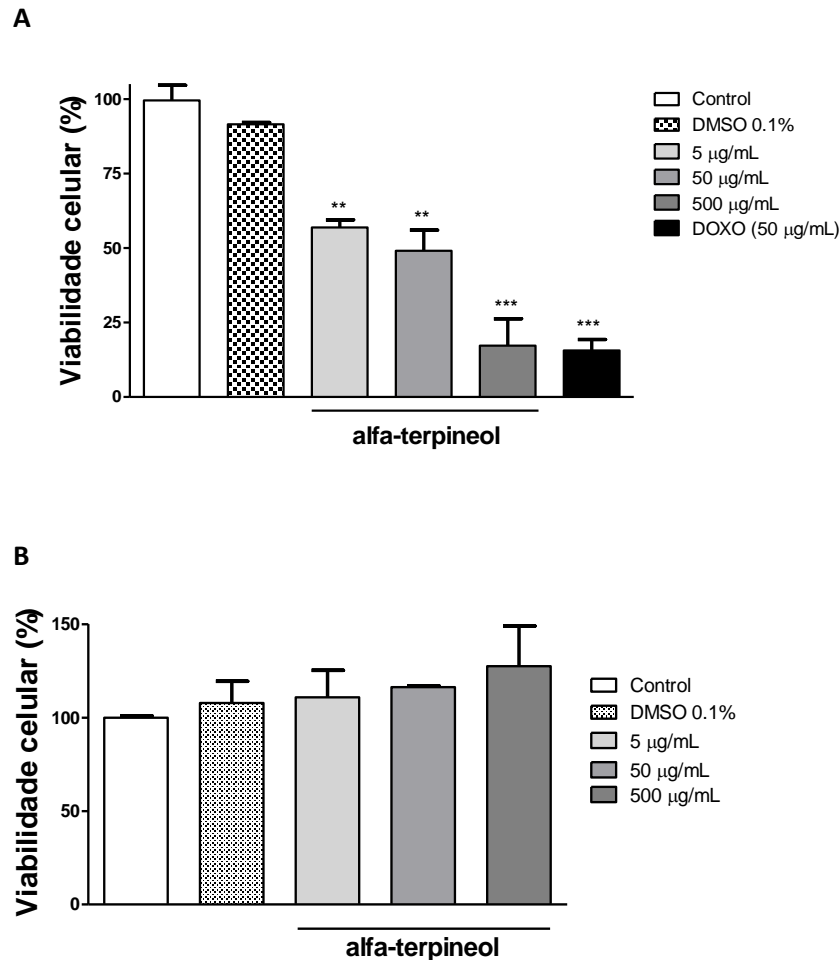 A
Viabilidade celular (%)
100
75
50
25
0
**
**
***
***
alfa-terpineol
Control
DMSO 0.1%
5 μg/mL
50 μg/mL
500 μg/mL
DOXO (50 μg/mL)
B
Viabilidade celular (%)
150
100
50
0
alfa-terpineol
Control
DMSO 0.1%
5 μg/mL
50 μg/mL
500 μg/mL